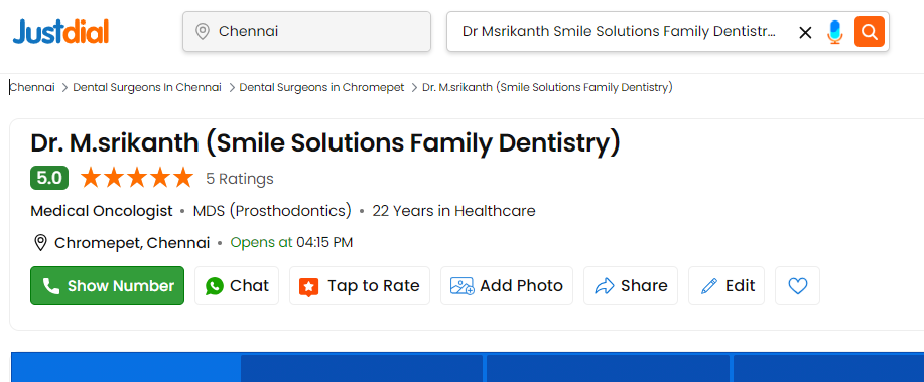 Justdial
Chennai
Dr Msrikanth Smile Solutions Family Dentistr...
Chennai > Dental Surgeons In Chennai > Dental Surgeons in Chromepet > Dr. M.srikanth (Smile Solutions Family Dentistry)
Dr. M.srikanth (Smile Solutions Family Dentistry)
5.0 5 Ratings
Medical Oncologist • MDS (Prosthodontics) • 22 Years in Healthcare
Chromepet, Chennai • Opens at 04:15 PM
Show Number Chat Tap to Rate Add Photo Share Edit